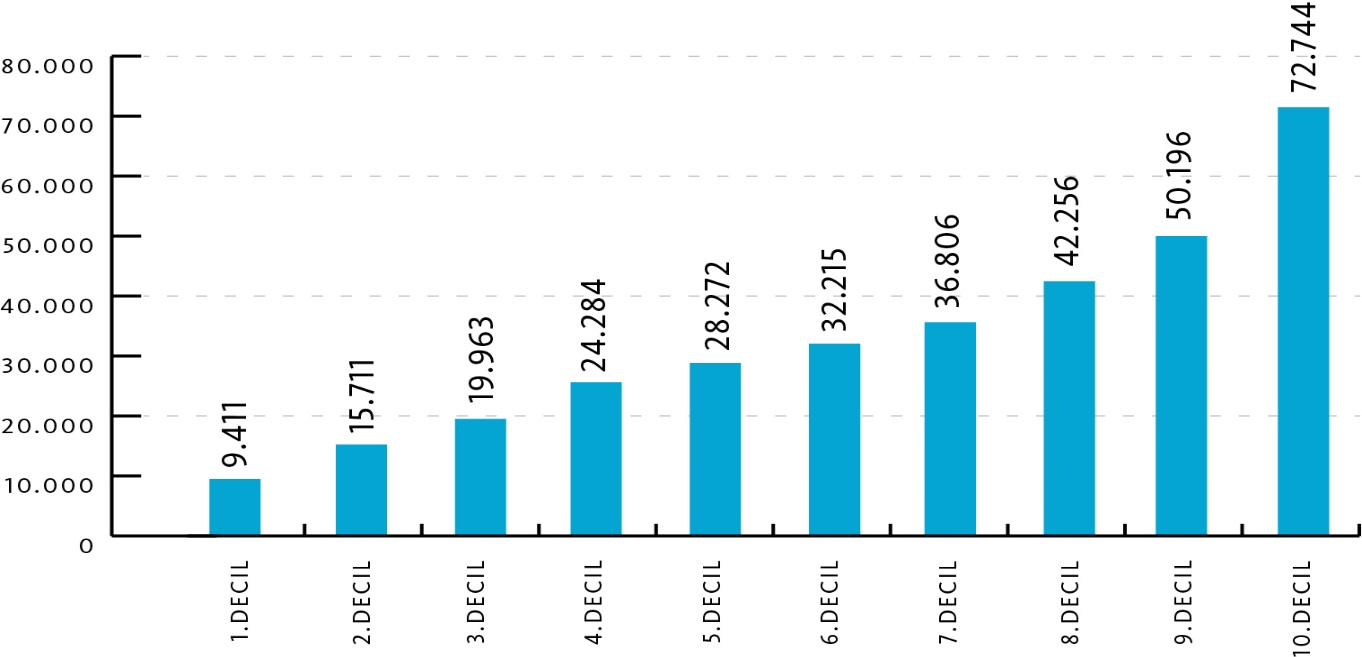 80.000
70.000
60.000
50.000
40.000
30.000
20.000
10.000
0
9.411
15.711
19.963
24.284
28.272
32.215
36.806
42.256
50.196
72.744
1.DECIL
2.DECIL
3.DECIL
4.DECIL
5.DECIL
6.DECIL
7.DECIL
8.DECIL
9.DECIL
10.DECIL